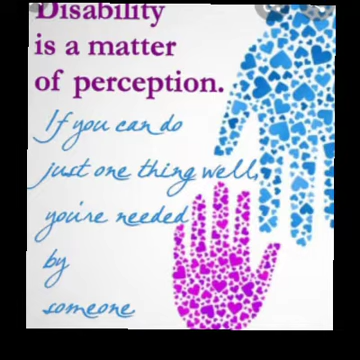 Disability
is a matter
of perception.
If you can do
just one thing well,
you're needed
by
someone